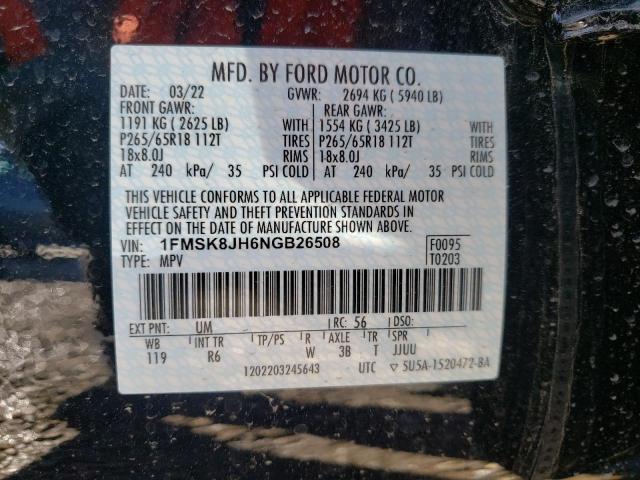 MFD. BY FORD MOTOR CO.
DATE: 03/22 GVWR: 2694 KG ( 5940 LB)
FRONT GAWR: REAR GAWR:
1191 KG ( 2625 LB) WITH 1554 KG ( 3425 LB) WITH
P265/65R18 112T TIRES P265/65R18 112T TIRES
18x8.0J RIMS 18x8.0J RIMS
AT 240 kPa/ 35 PSI COLD AT 240 kPa/ 35 PSI COLD
THIS VEHICLE CONFORMS TO ALL APPLICABLE FEDERAL MOTOR
VEHICLE SAFETY AND THEFT PREVENTION STANDARDS IN
EFFECT ON THE DATE OF MANUFACTURE SHOWN ABOVE.
VIN: 1FMSK8JH6NGB26508 F0095
TYPE: MPV T0203
EXT PNT: UM RC: 56 DSO:
WB INT TR TP/PS R AXLE TR SPR
119 R6 W 3B T JJUU
1202203245643 UTC ▽ 5U5A-1520472-BA